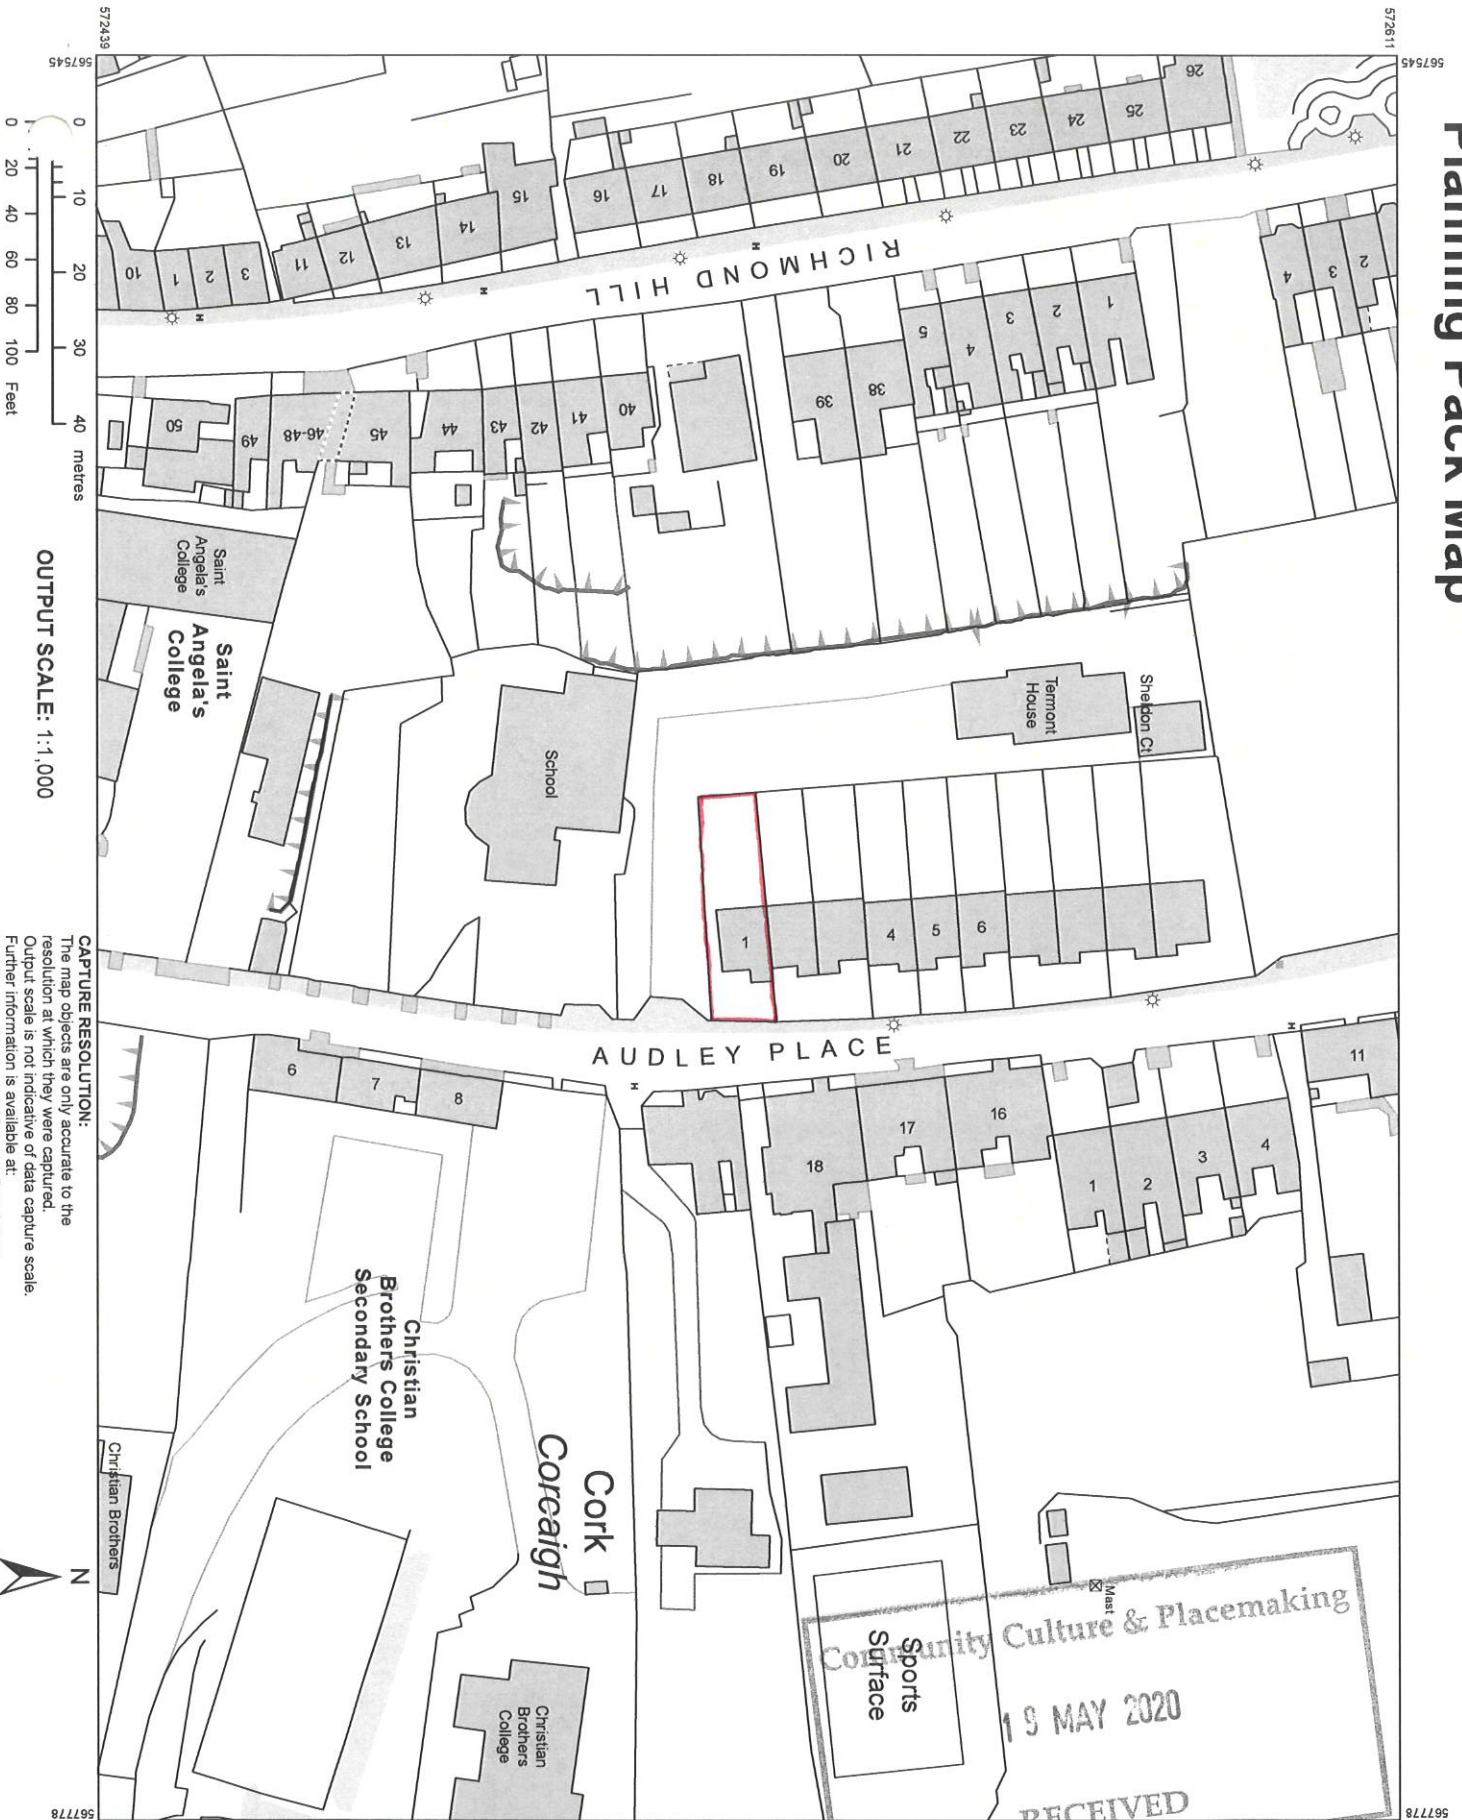 Planning Pack Map
572439
572611
567545
567545
567778
567778
0 10 20 30 40 metres
0 20 40 60 80 100 Feet
OUTPUT SCALE: 1:1,000
CAPTURE RESOLUTION:
The map objects are only accurate to the
resolution at which they were captured.
Output scale is not indicative of data capture scale.
Further information is available at:
N
RICHMOND HILL
AUDLEY PLACE
26
25
24
23
22
21
20
19
18
17
16
15
14
13
12
11
3
2
1
10
4
3
2
1
2
3
4
5
38
39
40
41
42
43
44
45
46-48
49
50
H
H
H
H
H
Saint
Angela's
College
Saint
Angela's
College
School
Termont
House
Sheldon Ct
1
4
5
6
6
7
8
18
17
16
1
2
3
4
11
Christian
Brothers College
Secondary School
Christian Brothers
Cork
Corcaigh
Christian
Brothers
College
Mast
Sports
Surface
Community Culture & Placemaking
19 MAY 2020
RECEIVED